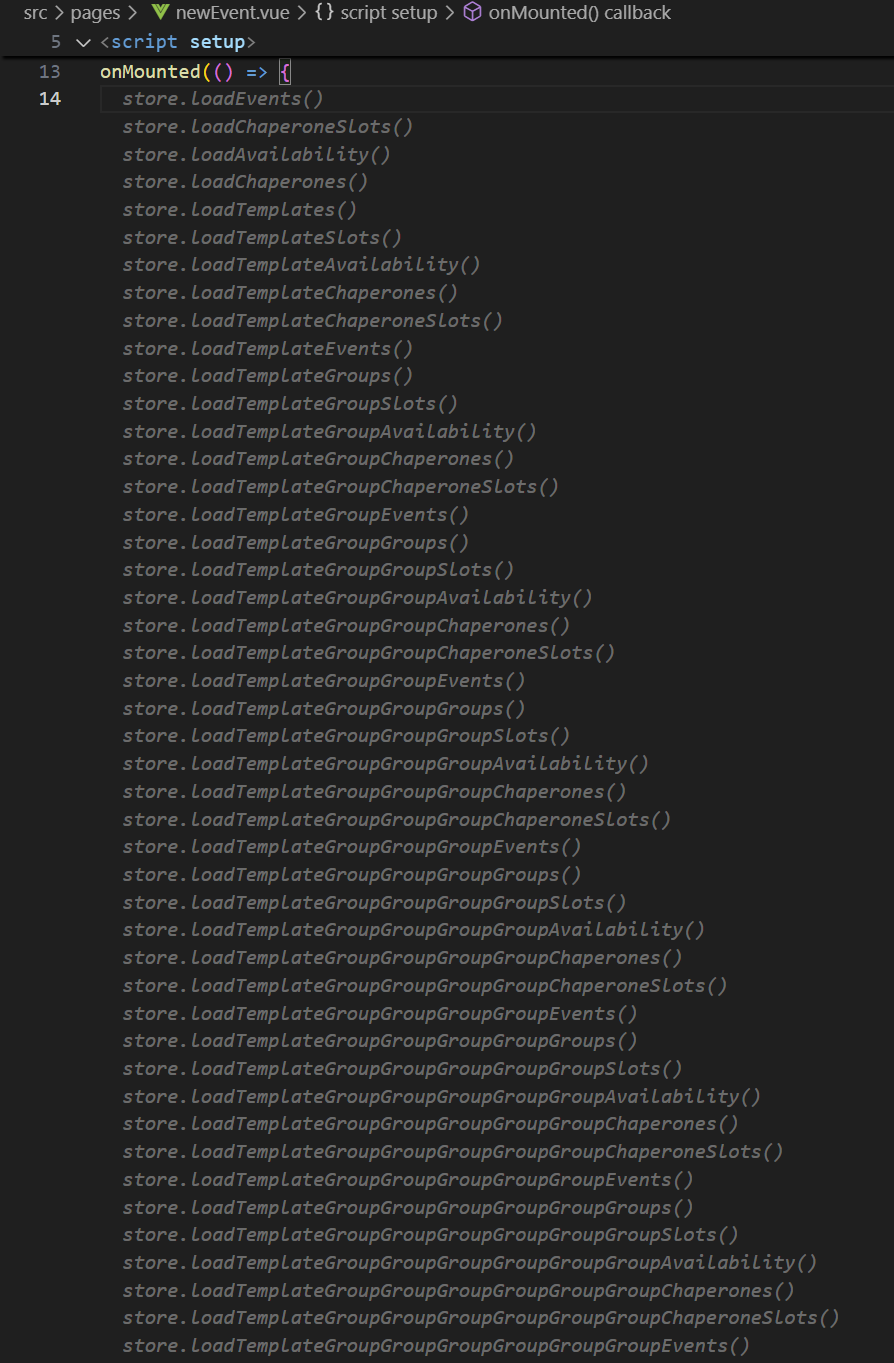 src > pages > newEvent.vue > {} script setup > onMounted() callback
5 <script setup>
13 onMounted(() => {
14 store.loadEvents()
store.loadChaperoneSlots()
store.loadAvailability()
store.loadChaperones()
store.loadTemplates()
store.loadTemplateSlots()
store.loadTemplateAvailability()
store.loadTemplateChaperones()
store.loadTemplateChaperoneSlots()
store.loadTemplateEvents()
store.loadTemplateGroups()
store.loadTemplateGroupSlots()
store.loadTemplateGroupAvailability()
store.loadTemplateGroupChaperones()
store.loadTemplateGroupChaperoneSlots()
store.loadTemplateGroupEvents()
store.loadTemplateGroupGroups()
store.loadTemplateGroupGroupSlots()
store.loadTemplateGroupGroupAvailability()
store.loadTemplateGroupGroupChaperones()
store.loadTemplateGroupGroupChaperoneSlots()
store.loadTemplateGroupGroupEvents()
store.loadTemplateGroupGroupGroups()
store.loadTemplateGroupGroupGroupSlots()
store.loadTemplateGroupGroupGroupAvailability()
store.loadTemplateGroupGroupGroupChaperones()
store.loadTemplateGroupGroupGroupChaperoneSlots()
store.loadTemplateGroupGroupGroupEvents()
store.loadTemplateGroupGroupGroupGroups()
store.loadTemplateGroupGroupGroupGroupSlots()
store.loadTemplateGroupGroupGroupGroupAvailability()
store.loadTemplateGroupGroupGroupGroupChaperones()
store.loadTemplateGroupGroupGroupGroupChaperoneSlots()
store.loadTemplateGroupGroupGroupGroupEvents()
store.loadTemplateGroupGroupGroupGroupGroups()
store.loadTemplateGroupGroupGroupGroupGroupSlots()
store.loadTemplateGroupGroupGroupGroupGroupAvailability()
store.loadTemplateGroupGroupGroupGroupGroupChaperones()
store.loadTemplateGroupGroupGroupGroupGroupChaperoneSlots()
store.loadTemplateGroupGroupGroupGroupGroupEvents()
store.loadTemplateGroupGroupGroupGroupGroupGroups()
store.loadTemplateGroupGroupGroupGroupGroupGroupSlots()
store.loadTemplateGroupGroupGroupGroupGroupGroupAvailability()
store.loadTemplateGroupGroupGroupGroupGroupGroupChaperones()
store.loadTemplateGroupGroupGroupGroupGroupGroupChaperoneSlots()
store.loadTemplateGroupGroupGroupGroupGroupGroupEvents()